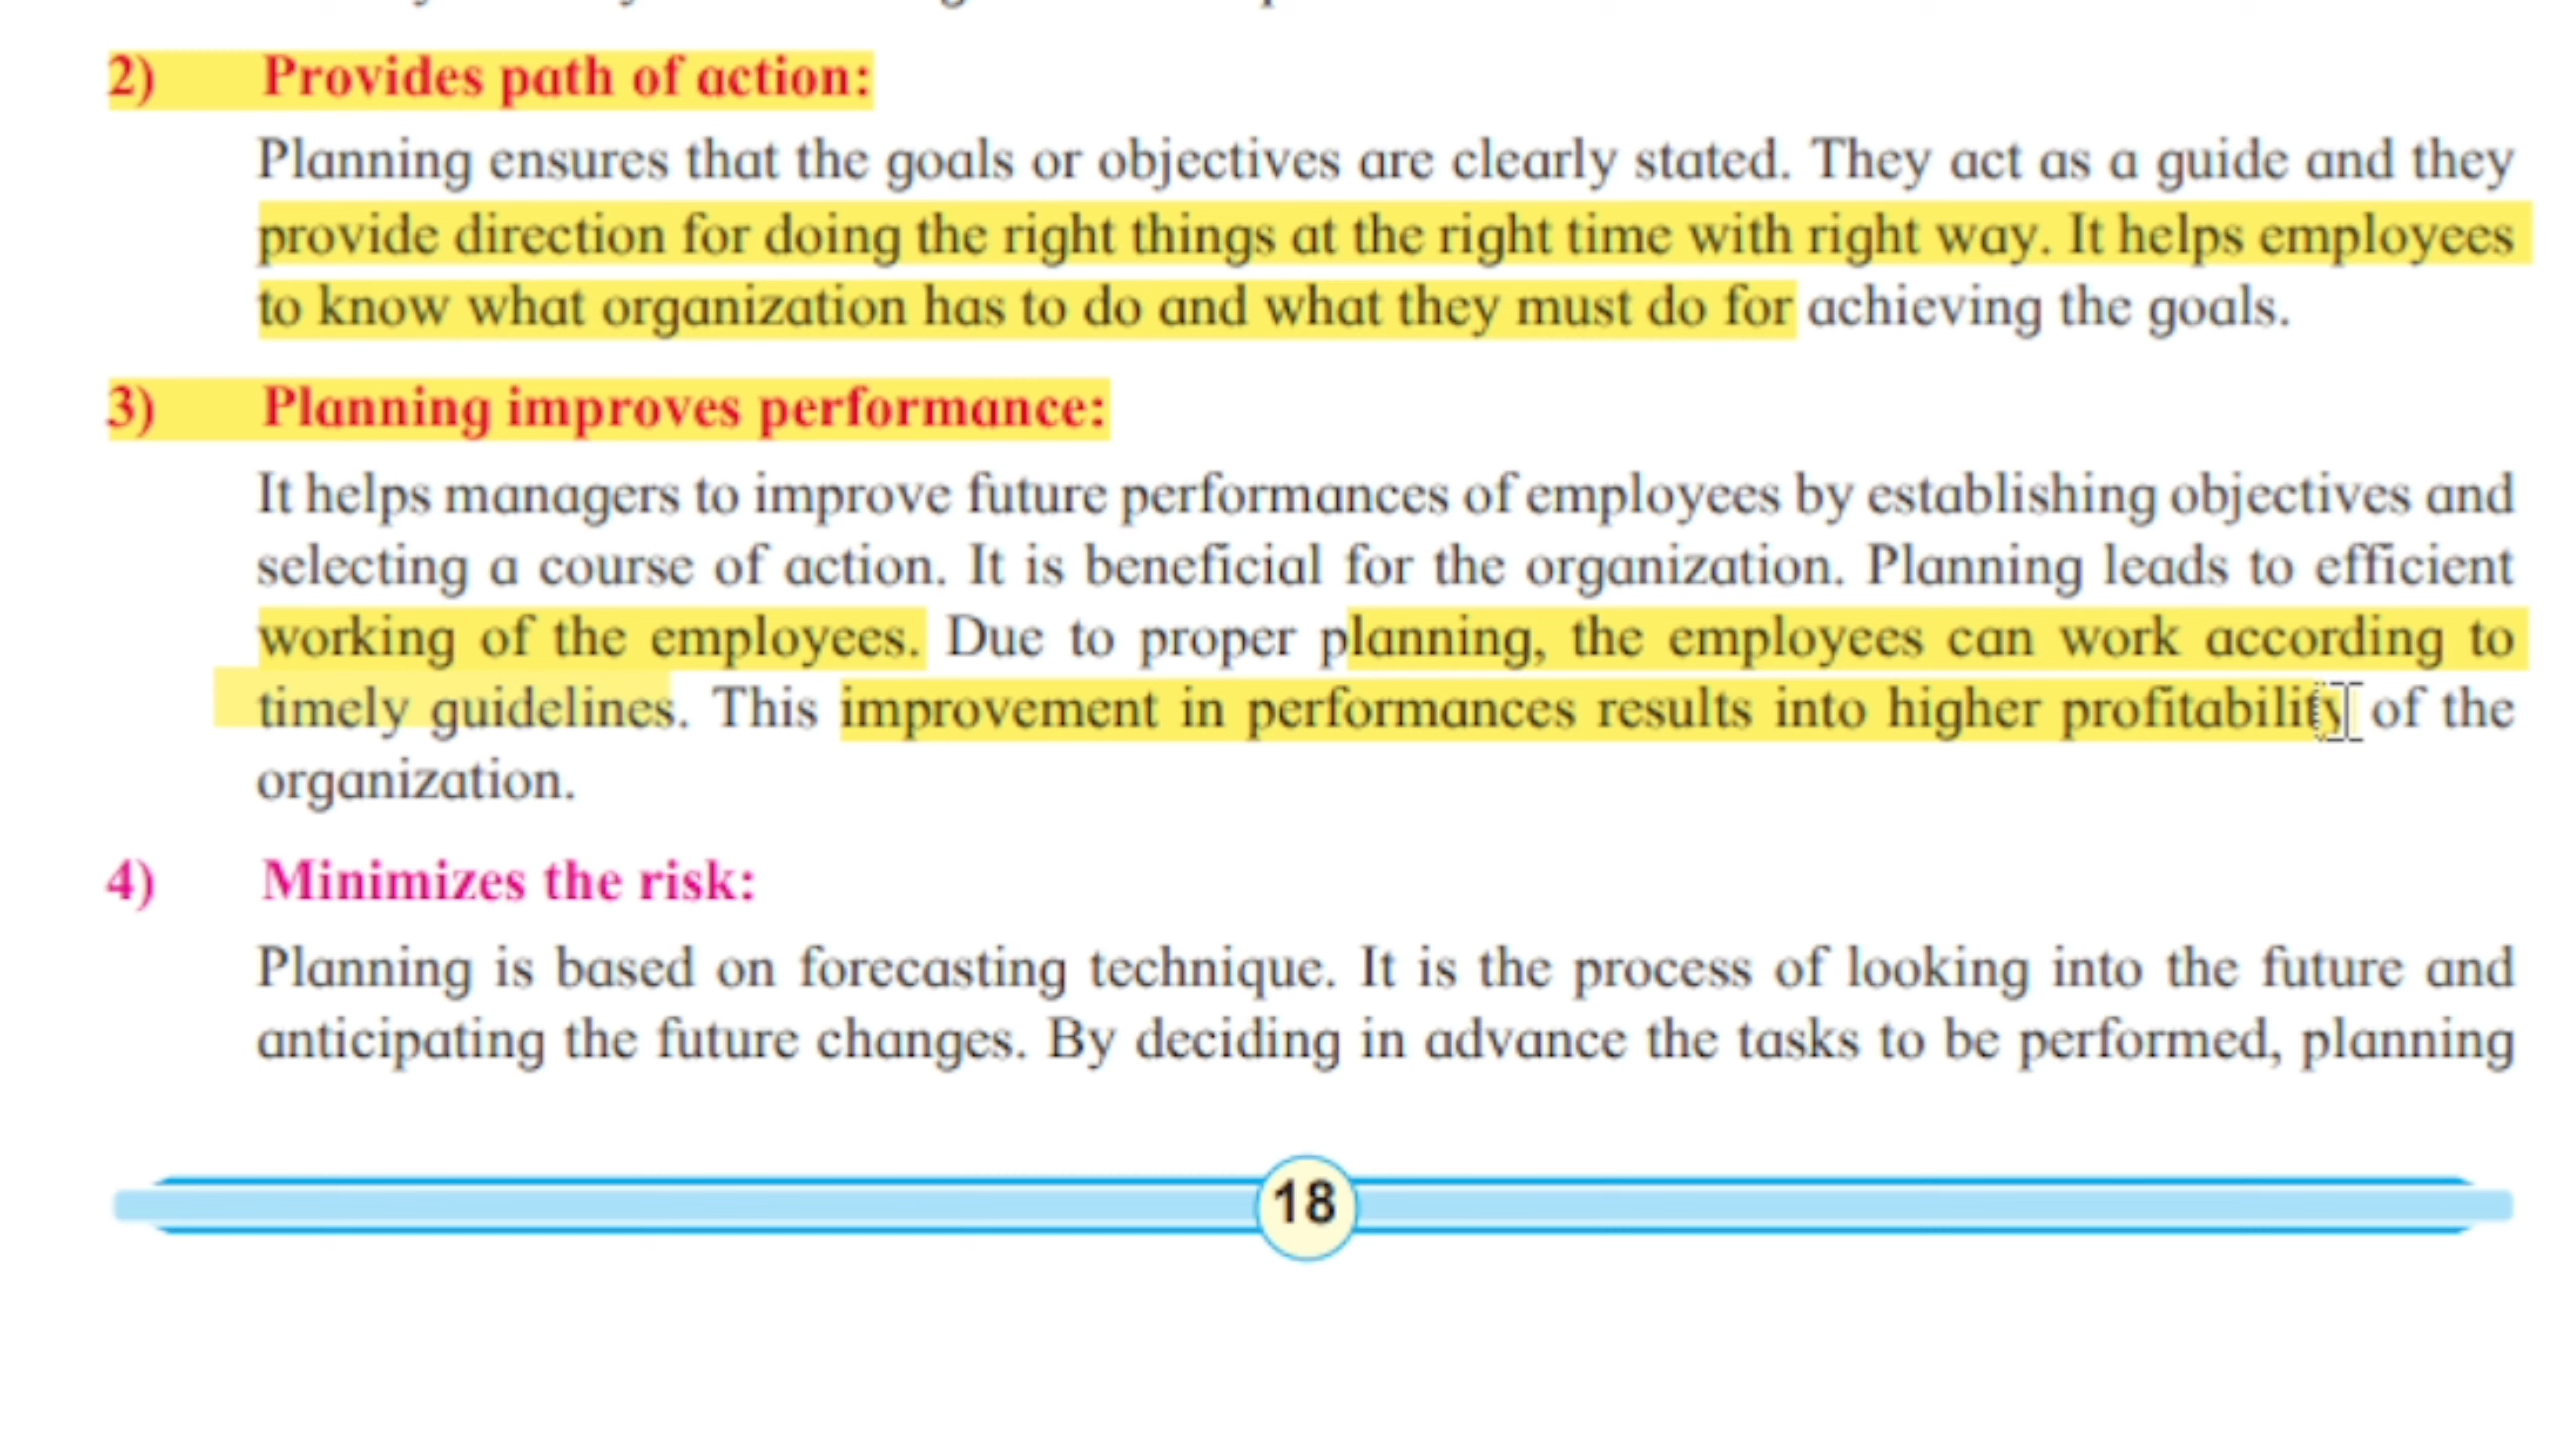 2) Provides path of action:
Planning ensures that the goals or objectives are clearly stated. They act as a guide and they
provide direction for doing the right things at the right time with right way. It helps employees
to know what organization has to do and what they must do for achieving the goals.
3) Planning improves performance:
It helps managers to improve future performances of employees by establishing objectives and
selecting a course of action. It is beneficial for the organization. Planning leads to efficient
working of the employees. Due to proper planning, the employees can work according to
timely guidelines. This improvement in performances results into higher profitability of the
organization.
4) Minimizes the risk:
Planning is based on forecasting technique. It is the process of looking into the future and
anticipating the future changes. By deciding in advance the tasks to be performed, planning
18